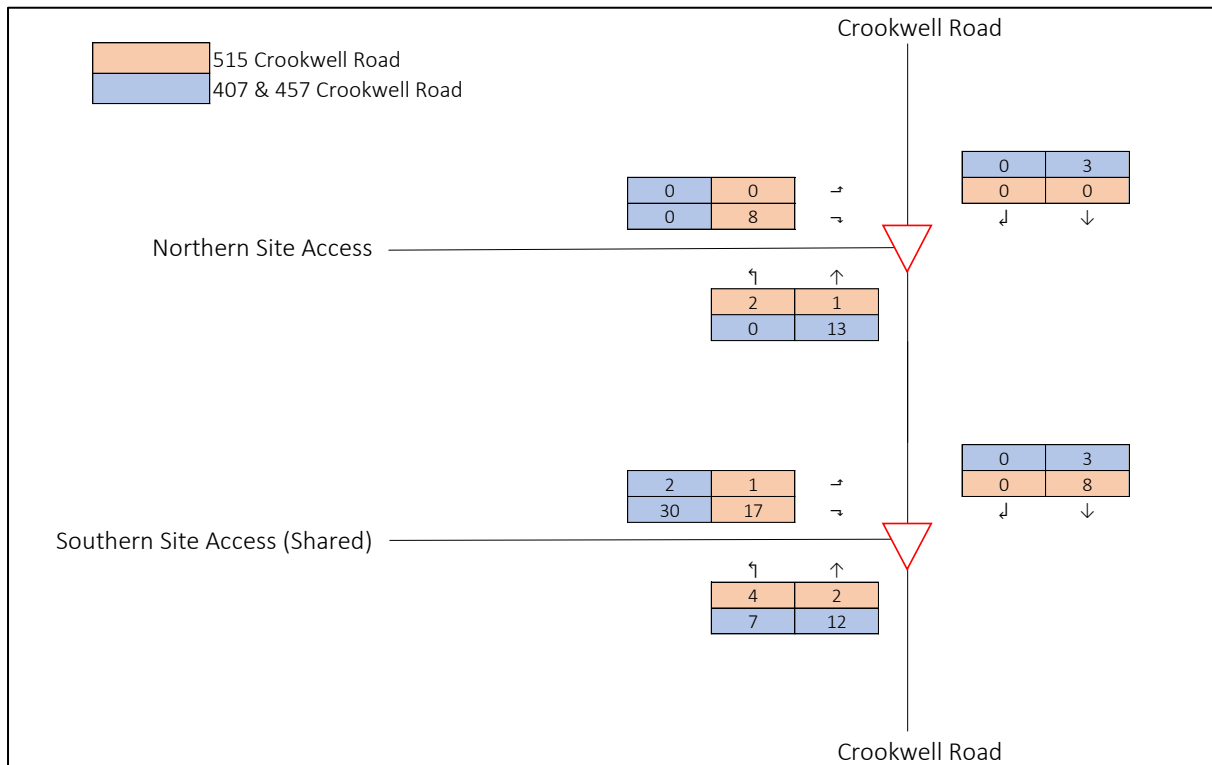 Crookwell Road
515 Crookwell Road
407 & 457 Crookwell Road
0 3
0 0
↲ ↓
0 0 ⬏
0 8 ⬎
Northern Site Access
↰ ↑
2 1
0 13
0 3
0 8
↲ ↓
2 1 ⬏
30 17 ⬎
Southern Site Access (Shared)
↰ ↑
4 2
7 12
Crookwell Road